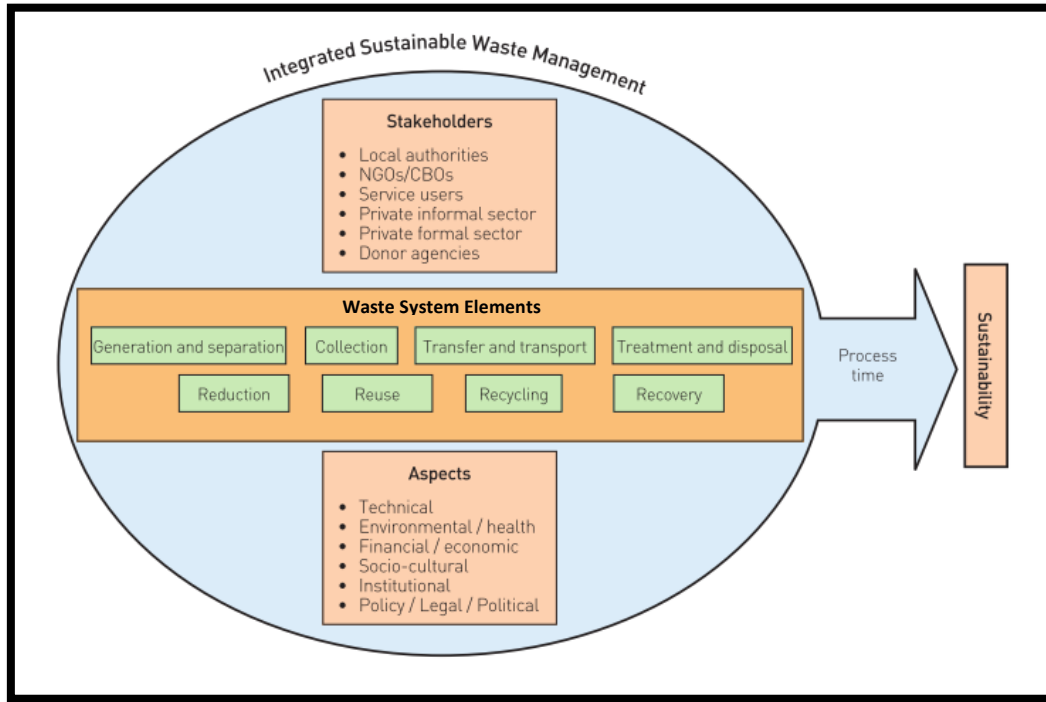 Integrated Sustainable Waste Management
Stakeholders
• Local authorities
• NGOs/CBOs
• Service users
• Private informal sector
• Private formal sector
• Donor agencies
Waste System Elements
Generation and separation
Collection
Transfer and transport
Treatment and disposal
Reduction
Reuse
Recycling
Recovery
Aspects
• Technical
• Environmental / health
• Financial / economic
• Socio-cultural
• Institutional
• Policy / Legal / Political
Process
time
Sustainability